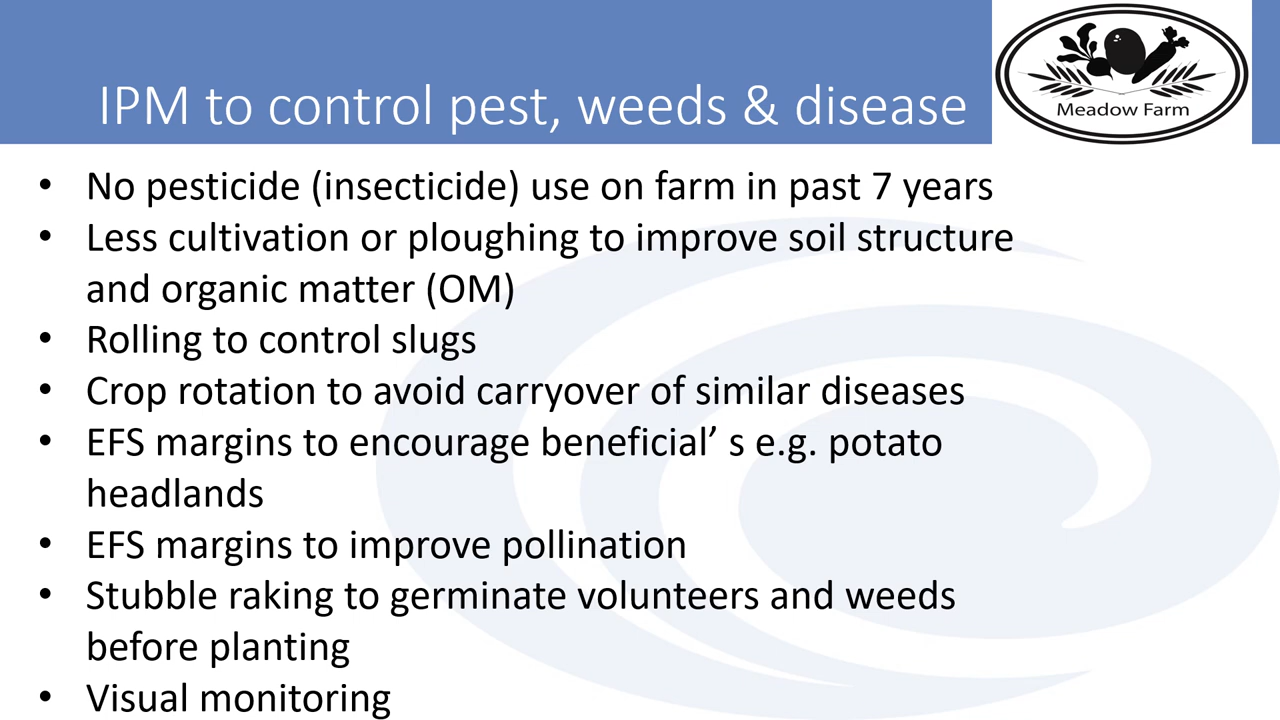 IPM to control pest, weeds & disease
Meadow Farm
• No pesticide (insecticide) use on farm in past 7 years
• Less cultivation or ploughing to improve soil structure
and organic matter (OM)
• Rolling to control slugs
• Crop rotation to avoid carryover of similar diseases
• EFS margins to encourage beneficial’ s e.g. potato
headlands
• EFS margins to improve pollination
• Stubble raking to germinate volunteers and weeds
before planting
• Visual monitoring